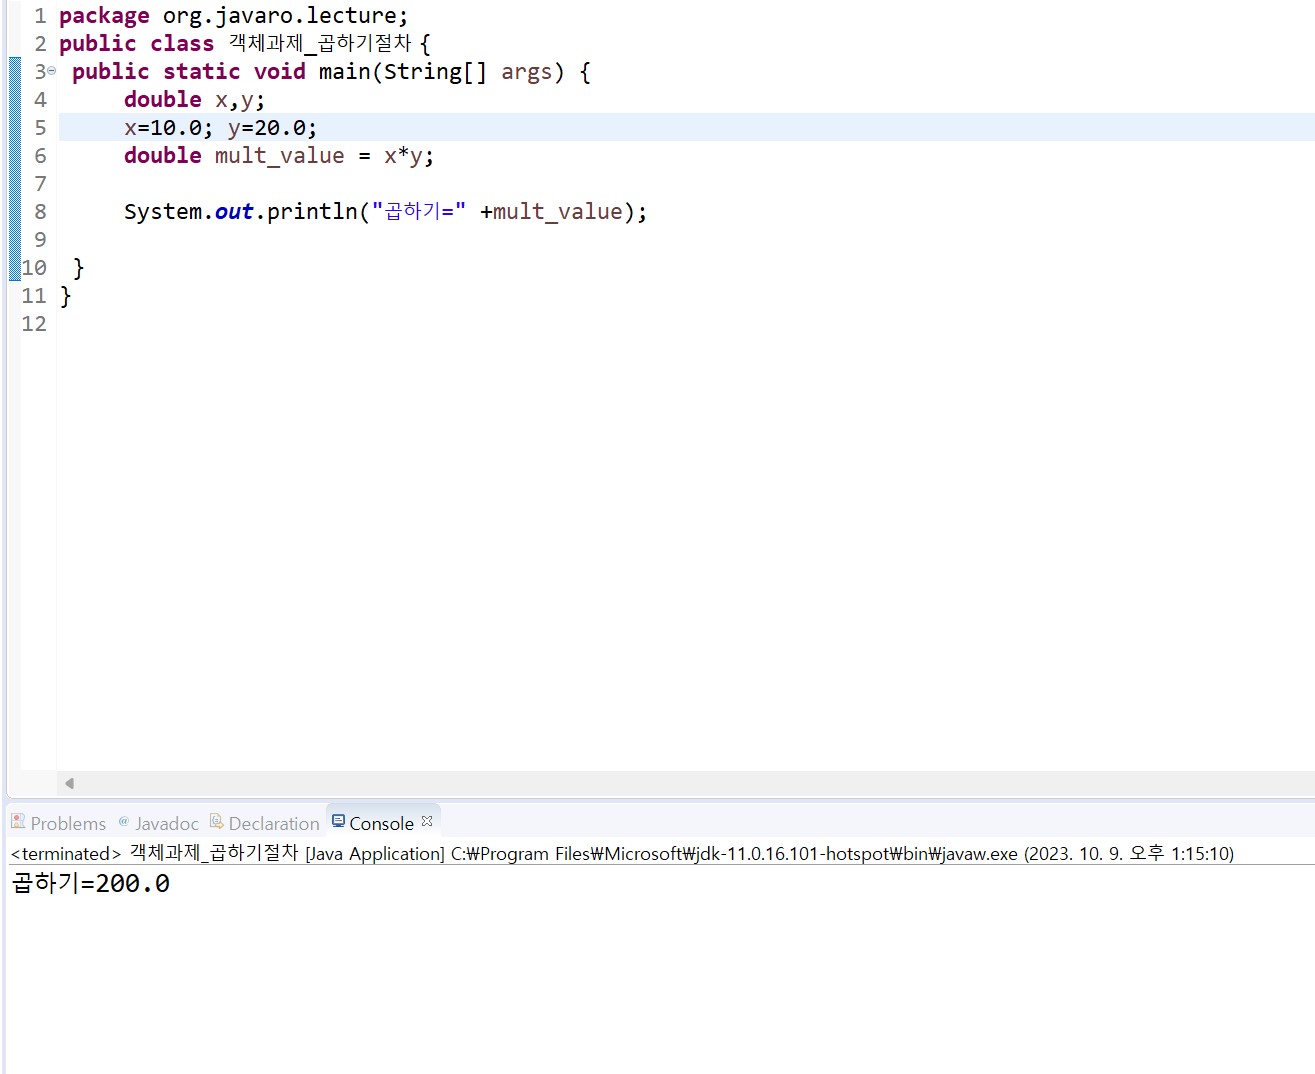 1 package org.javaro.lecture;
2 public class 객체과제_곱하기절차 {
3 public static void main(String[] args) {
4 double x,y;
5 x=10.0; y=20.0;
6 double mult_value = x*y;
7
8 System.out.println("곱하기=" +mult_value);
9
10 }
11 }
12
Problems @ Javadoc Declaration Console
<terminated> 객체과제_곱하기절차 [Java Application] C:₩Program Files₩Microsoft₩jdk-11.0.16.101-hotspot₩bin₩javaw.exe (2023. 10. 9. 오후 1:15:10)
곱하기=200.0